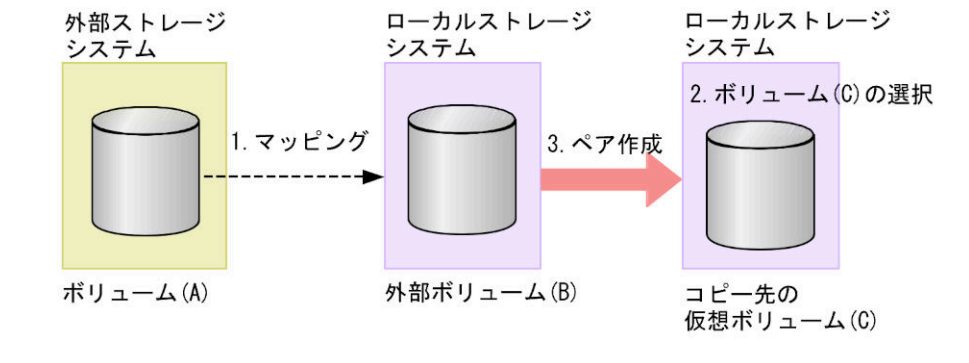 外部ストレージ
システム
ローカルストレージ
システム
ローカルストレージ
システム
1.マッピング
3.ペア作成
2.ボリューム(C)の選択
ボリューム(A)
外部ボリューム(B)
コピー先の
仮想ボリューム(C)